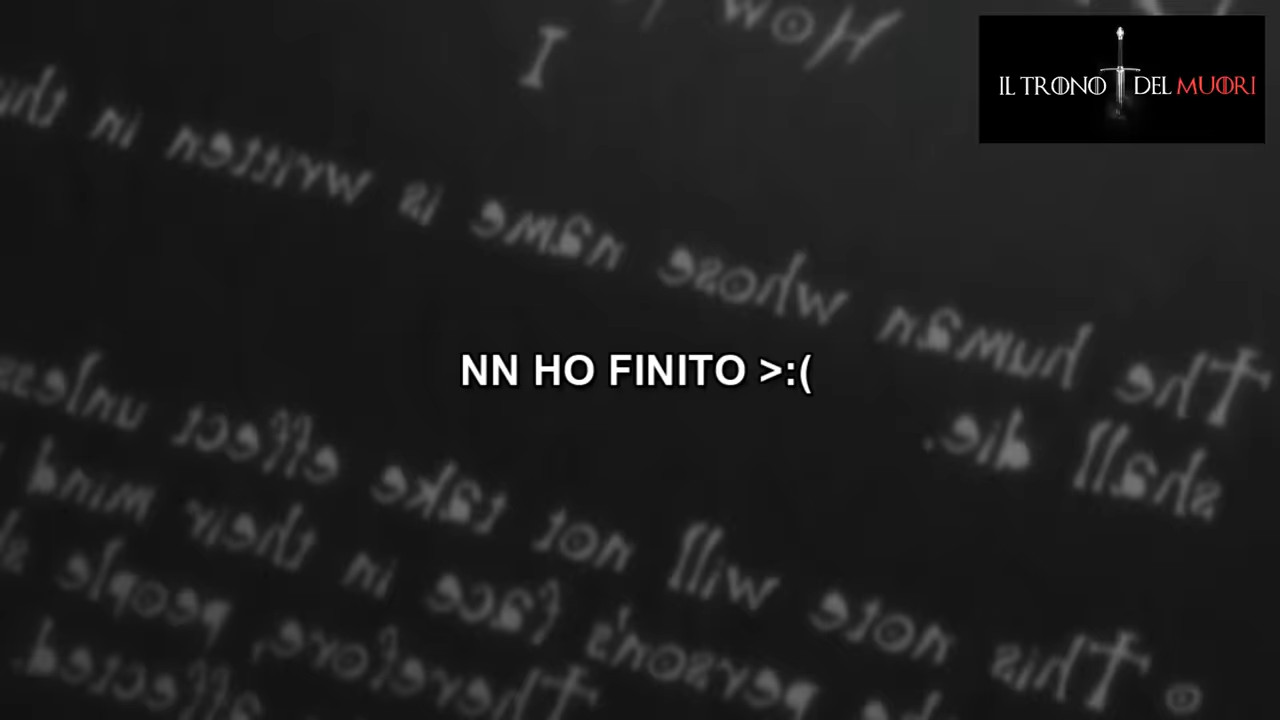 How
I
IL TRONO DEL MUORI
The human whose name is written in this
shall die.
NN HO FINITO >:(
This note will not take effect unless
person's face in their mind
Therefore, people
affected.